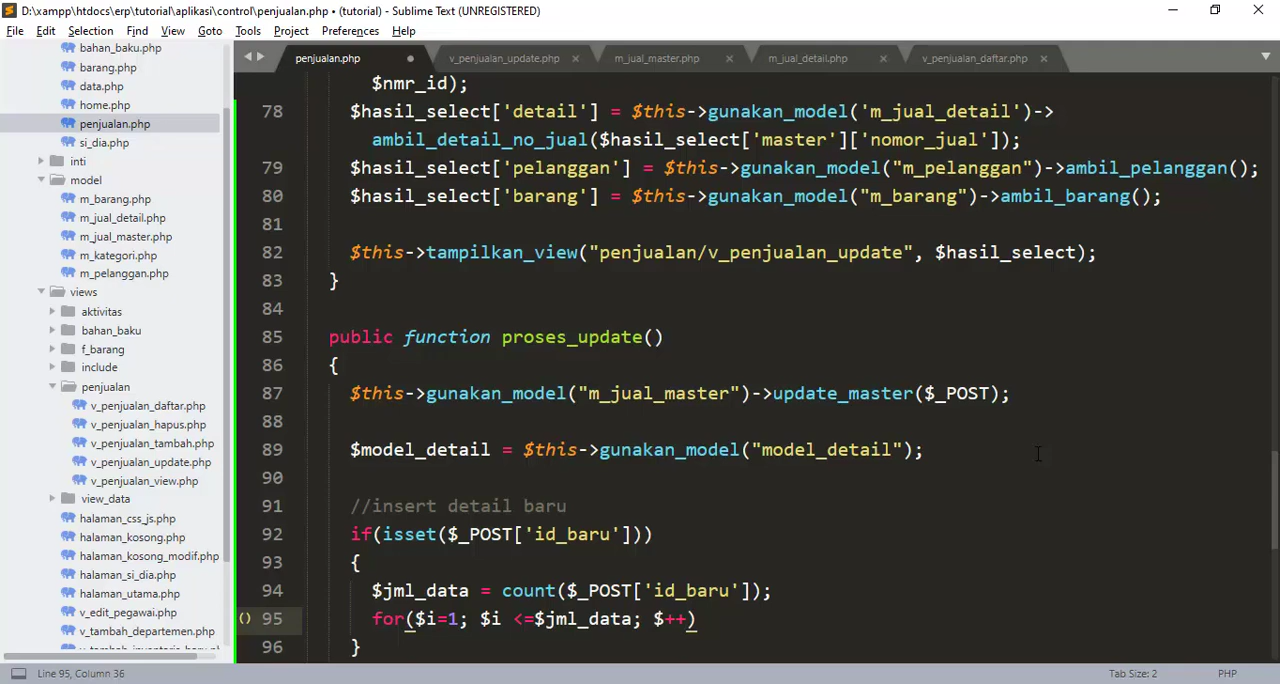 D:\xampp\htdocs\erp\tutorial\aplikasi\control\penjualan.php • (tutorial) - Sublime Text (UNREGISTERED)
File Edit Selection Find View Goto Tools Project Preferences Help
bahan_baku.php
barang.php
data.php
home.php
penjualan.php
si_dia.php
inti
model
m_barang.php
m_jual_detail.php
m_jual_master.php
m_kategori.php
m_pelanggan.php
views
aktivitas
bahan_baku
f_barang
include
penjualan
v_penjualan_daftar.php
v_penjualan_hapus.php
v_penjualan_tambah.php
v_penjualan_update.php
v_penjualan_view.php
view_data
halaman_css_js.php
halaman_kosong.php
halaman_kosong_modif.php
halaman_si_dia.php
halaman_utama.php
v_edit_pegawai.php
v_tambah_departemen.php
penjualan.php v_penjualan_update.php m_jual_master.php m_jual_detail.php v_penjualan_daftar.php
$nmr_id);
78 $hasil_select['detail'] = $this->gunakan_model('m_jual_detail')->
ambil_detail_no_jual($hasil_select['master']['nomor_jual']);
79 $hasil_select['pelanggan'] = $this->gunakan_model("m_pelanggan")->ambil_pelanggan();
80 $hasil_select['barang'] = $this->gunakan_model("m_barang")->ambil_barang();
81
82 $this->tampilkan_view("penjualan/v_penjualan_update", $hasil_select);
83 }
84
85 public function proses_update()
86 {
87 $this->gunakan_model("m_jual_master")->update_master($_POST);
88
89 $model_detail = $this->gunakan_model("model_detail");
90
91 //insert detail baru
92 if(isset($_POST['id_baru']))
93 {
94 $jml_data = count($_POST['id_baru']);
() 95 for($i=1; $i <=$jml_data; $++)
96 }
Line 95, Column 36 Tab Size: 2 PHP